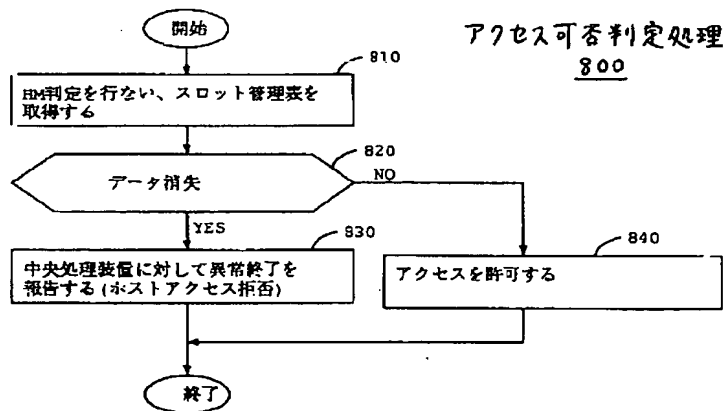 アクセス可否判定処理
800
開始
810
HM判定を行ない、スロット管理表を
取得する
820
データ消失
NO
YES
830
中央処理装置に対して異常終了を
報告する(ホストアクセス拒否)
840
アクセスを許可する
終了